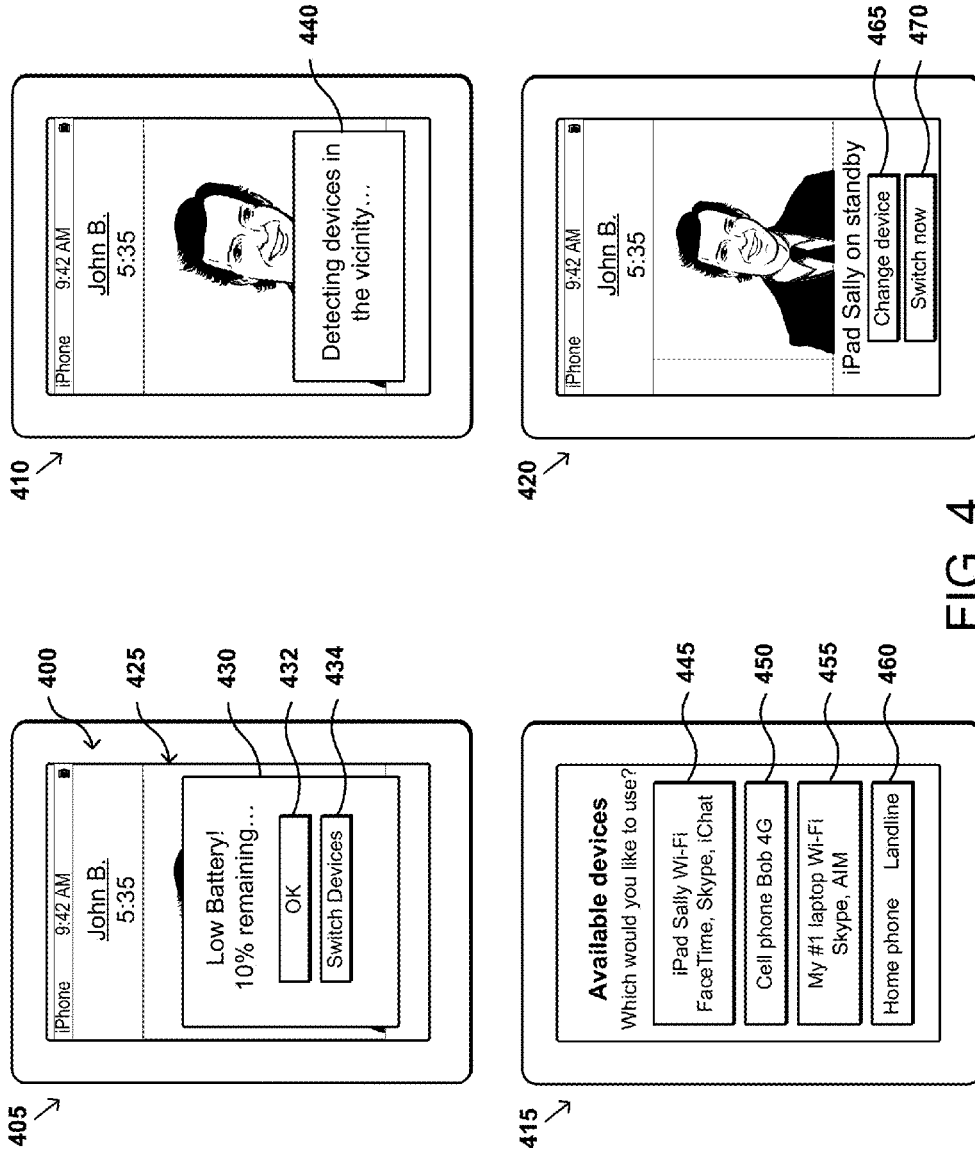 405
iPhone 9:42 AM
John B.
5:35
Low Battery!
10% remaining...
OK
Switch Devices
400
425
430
432
434
410
iPhone 9:42 AM
John B.
5:35
Detecting devices in
the vicinity...
440
415
Available devices
Which would you like to use?
iPad Sally Wi-Fi
FaceTime, Skype, iChat
Cell phone Bob 4G
My #1 laptop Wi-Fi
Skype, AIM
Home phone Landline
445
450
455
460
420
iPhone 9:42 AM
John B.
5:35
iPad Sally on standby
Change device
Switch now
465
470
FIG. 4